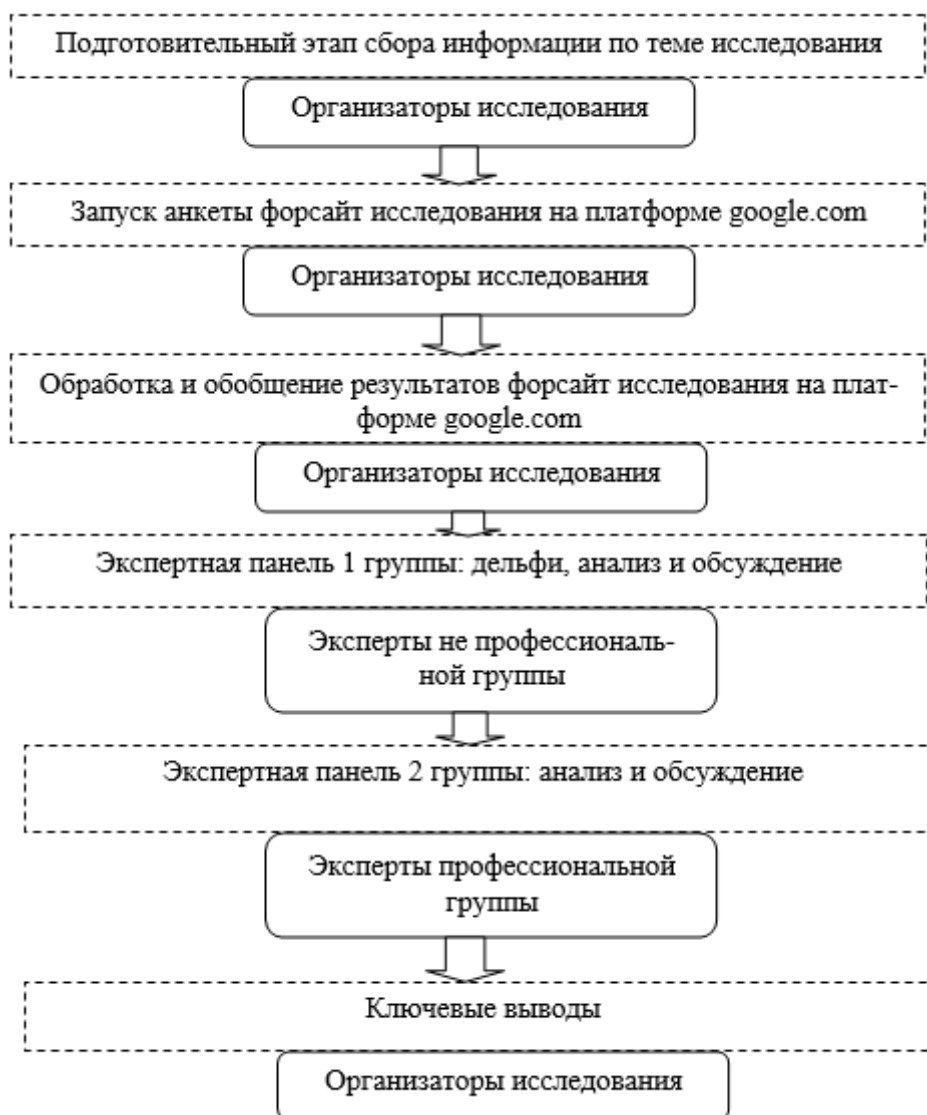 Подготовительный этап сбора информации по теме исследования
Организаторы исследования
Запуск анкеты форсайт исследования на платформе google.com
Организаторы исследования
Обработка и обобщение результатов форсайт исследования на плат-
форме google.com
Организаторы исследования
Экспертная панель 1 группы: дельфи, анализ и обсуждение
Эксперты не профессиональ-
ной группы
Экспертная панель 2 группы: анализ и обсуждение
Эксперты профессиональной
группы
Ключевые выводы
Организаторы исследования